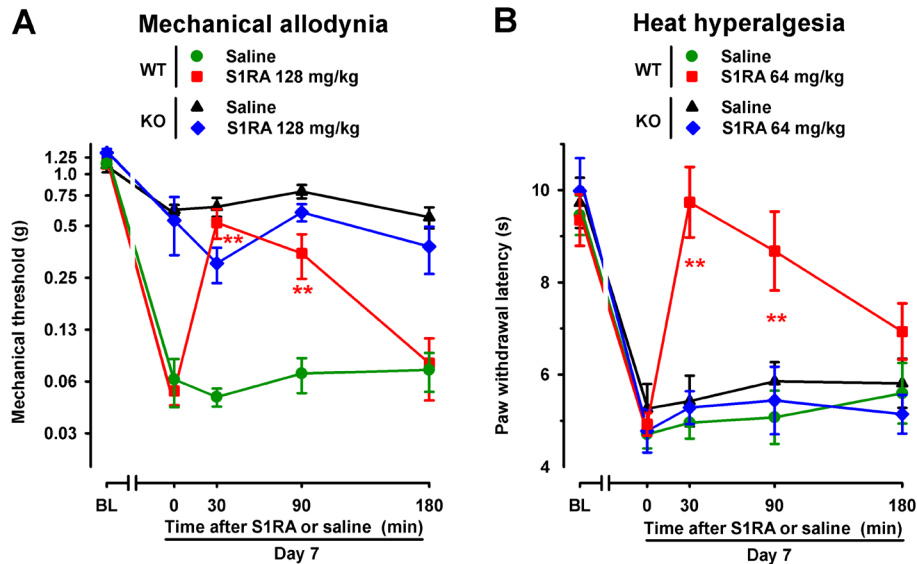 A Mechanical allodynia
WT
Saline
S1RA 128 mg/kg
KO
Saline
S1RA 128 mg/kg
Mechanical threshold (g)
1.25
1.0
0.75
0.5
0.25
0.13
0.06
0.03
**
**
BL 0 30 90 180
Time after S1RA or saline (min)
Day 7
B Heat hyperalgesia
WT
Saline
S1RA 64 mg/kg
KO
Saline
S1RA 64 mg/kg
Paw withdrawal latency (s)
10
8
6
4
**
**
BL 0 30 90 180
Time after S1RA or saline (min)
Day 7